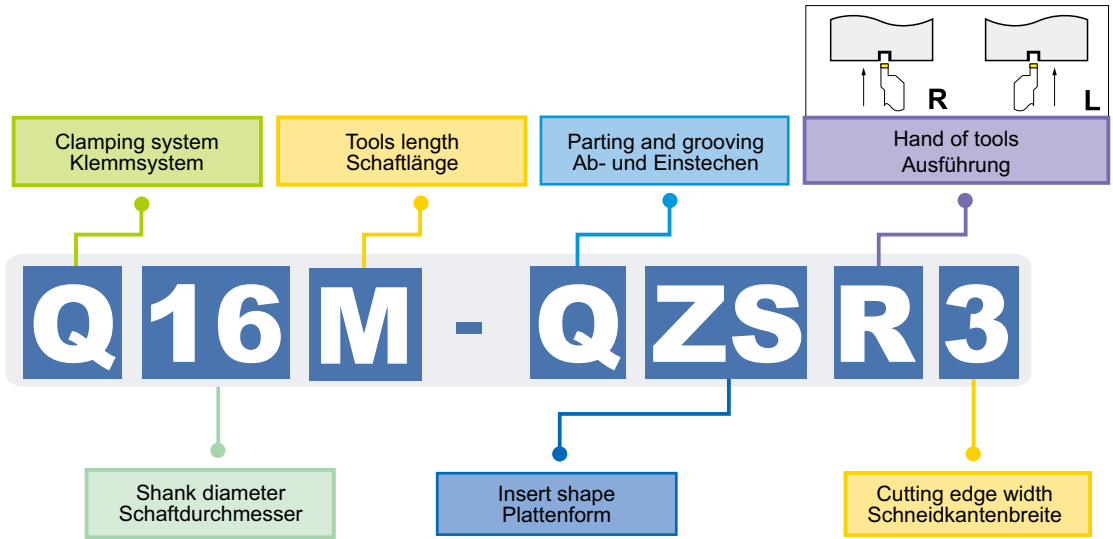 R
L
Clamping system
Klemmsystem
Tools length
Schaftlänge
Parting and grooving
Ab- und Einstechen
Hand of tools
Ausführung
Q 16 M - Q ZS R 3
Shank diameter
Schaftdurchmesser
Insert shape
Plattenform
Cutting edge width
Schneidkantenbreite